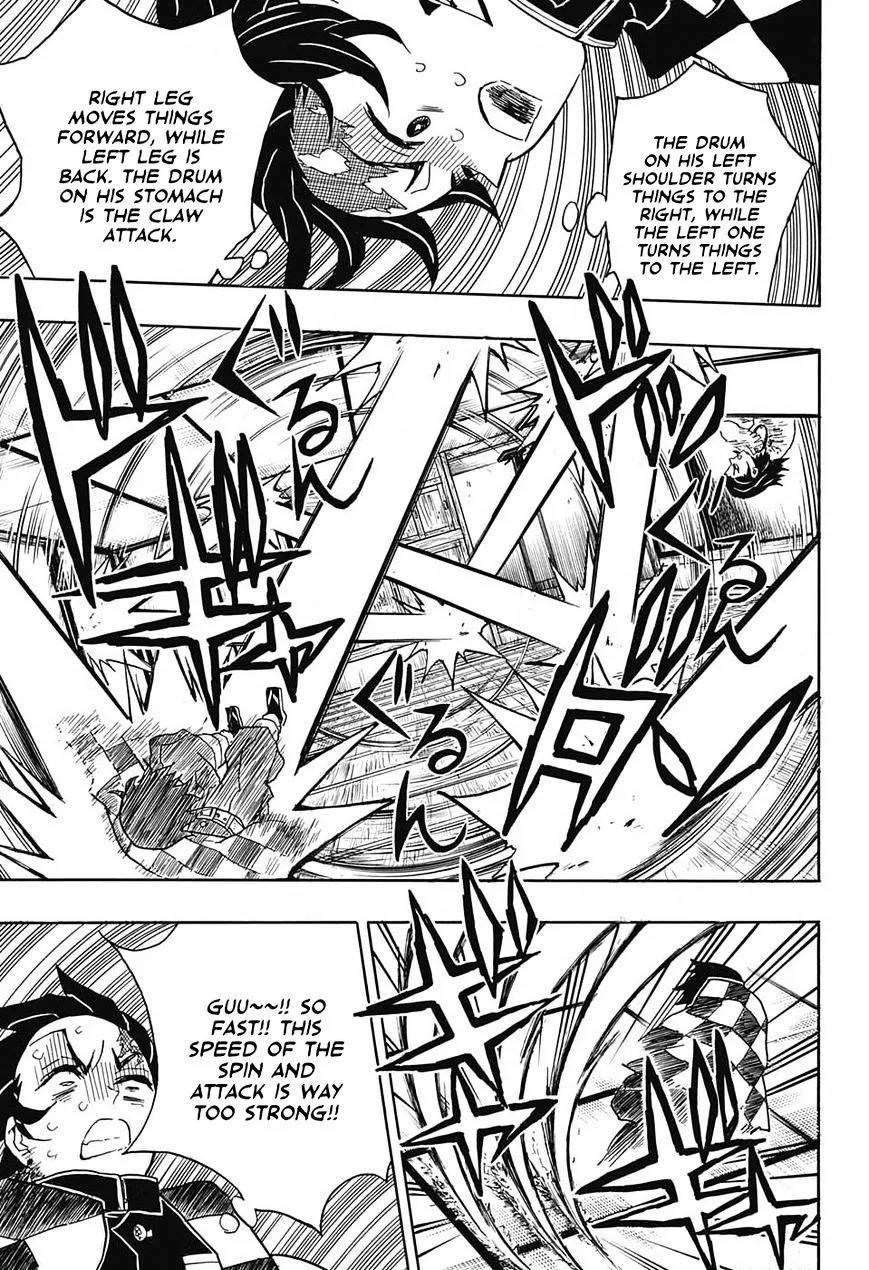 THE DRUM
ON HIS LEFT
SHOULDER TURNS
THINGS TO THE
RIGHT, WHILE
THE LEFT ONE
TURNS THINGS
TO THE LEFT.
RIGHT LEG
MOVES THINGS
FORWARD, WHILE
LEFT LEG IS
BACK. THE DRUM
ON HIS STOMACH
IS THE CLAW
ATTACK.
ぐるん
ぐるん
ぐるん
GUU~~!! SO
FAST!! THIS
SPEED OF THE
SPIN AND
ATTACK IS WAY
TOO STRONG!!